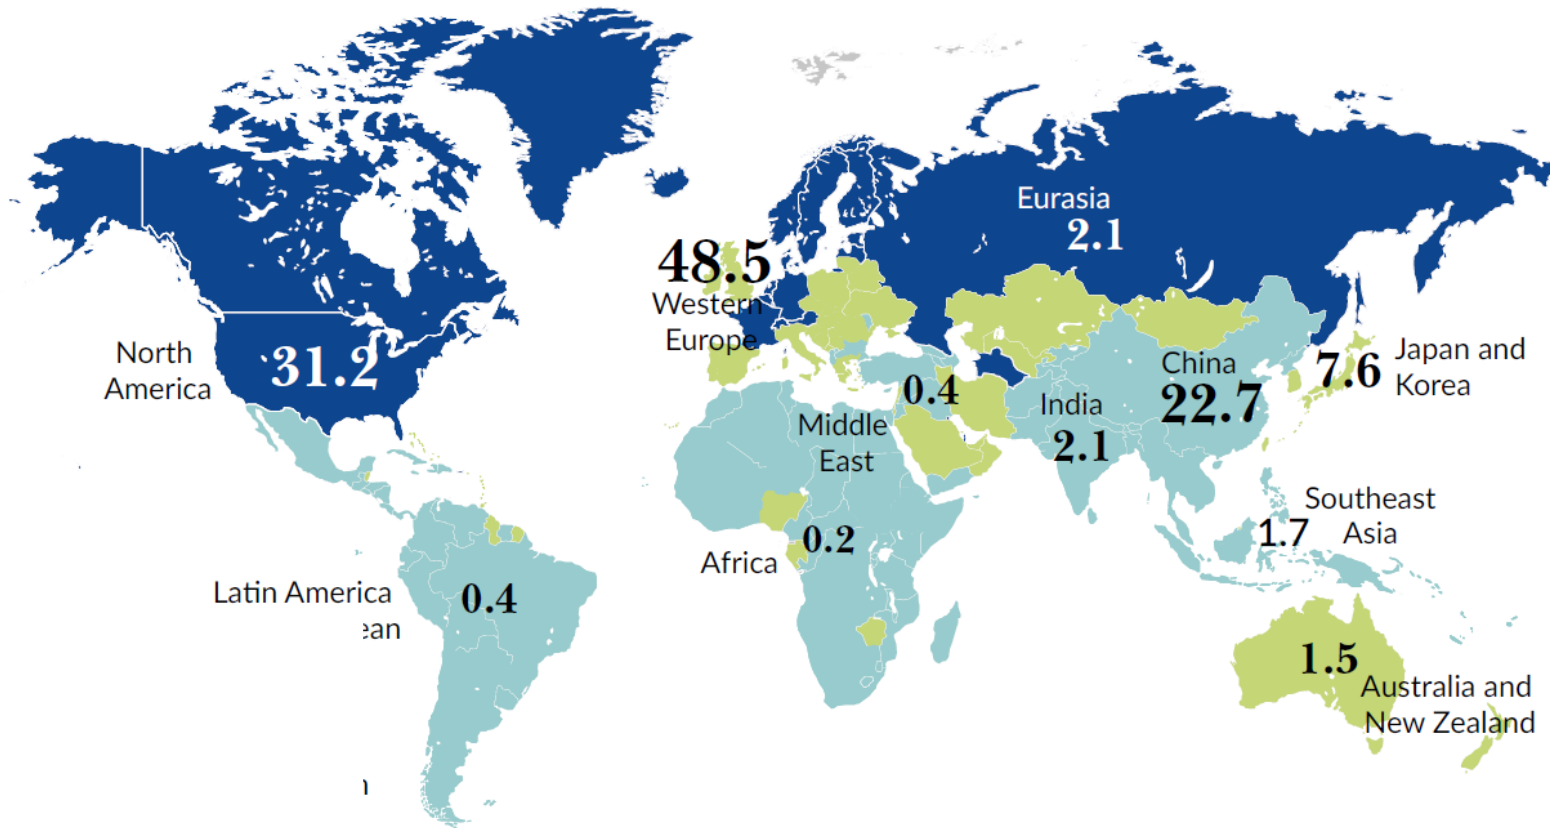 Eurasia
2.1
48.5
Western
Europe
North
America
31.2
China
22.7
7.6
Japan and
Korea
0.4
Middle
East
India
2.1
Southeast
Asia
1.7
Africa
0.2
Latin America
ean
0.4
1.5
Australia and
New Zealand